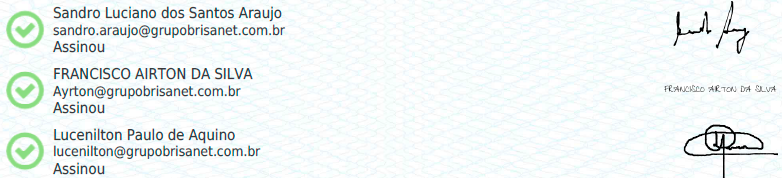 Sandro Luciano dos Santos Araujo
sandro.araujo@grupobrisanet.com.br
Assinou
FRANCISCO AIRTON DA SILVA
Ayrton@grupobrisanet.com.br
Assinou
FRANCISCO AIRTON DA SILVA
Lucenilton Paulo de Aquino
lucenilton@grupobrisanet.com.br
Assinou